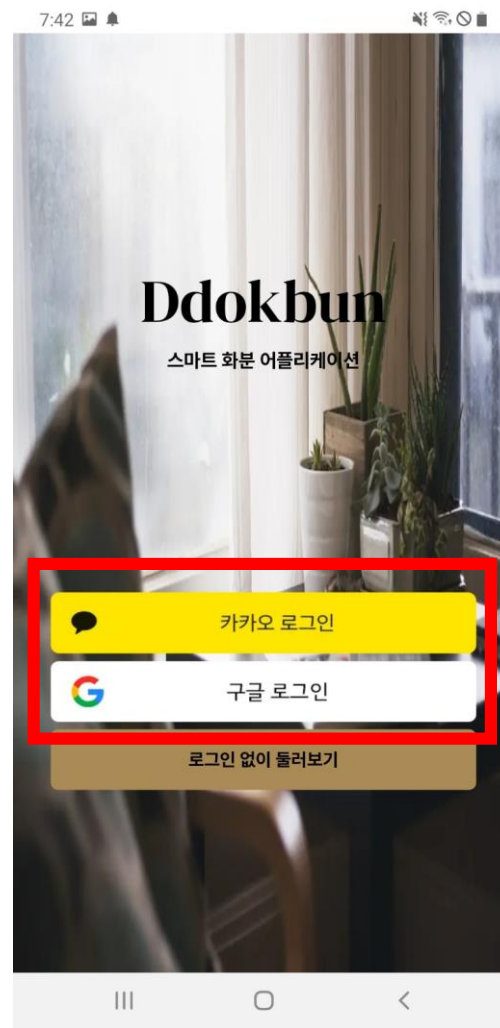 7:42
Ddokbun
스마트 화분 어플리케이션
카카오 로그인
구글 로그인
로그인 없이 둘러보기